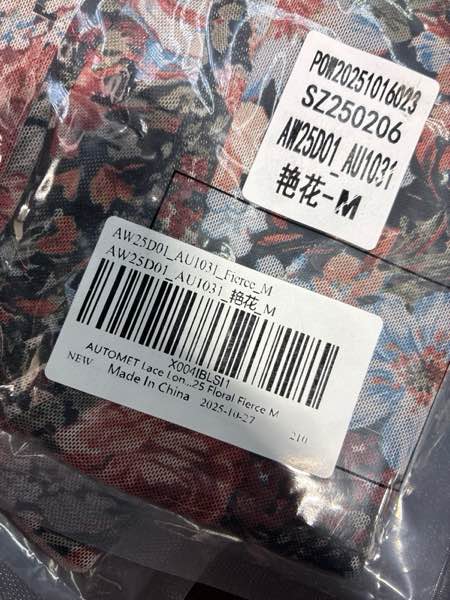 POW20251016023
SZ250206
AW25D01_AU1031
艳花-M
AW25D01_AU1031_Fierce_M
AW25D01_AU1031_艳花_M
X004IBLSI1
AUTOMET Lace Lon...25 Floral Fierce M
NEW Made In China 2025-10-27 210